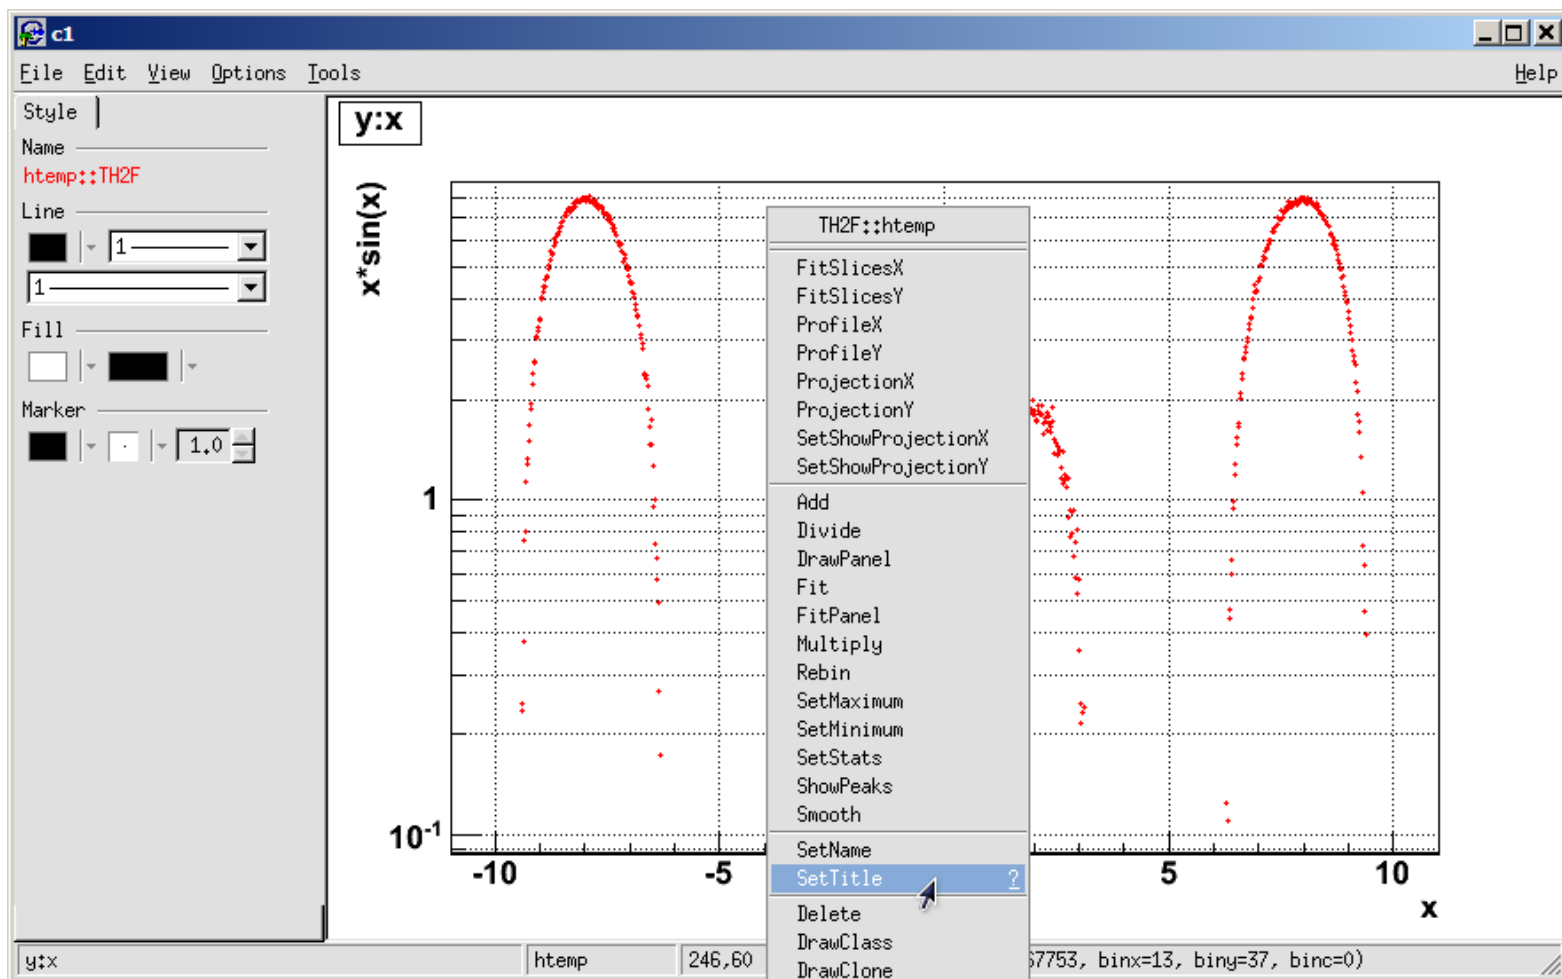 c1
File Edit View Options Tools Help
Style
Name
htemp::TH2F
Line
1
1
Fill
Marker
1.0
y:x
x*sin(x)
1
10-1
-10 -5 5 10
x
TH2F::htemp
FitSlicesX
FitSlicesY
ProfileX
ProfileY
ProjectionX
ProjectionY
SetShowProjectionX
SetShowProjectionY
Add
Divide
DrawPanel
Fit
FitPanel
Multiply
Rebin
SetMaximum
SetMinimum
SetStats
ShowPeaks
Smooth
SetName
SetTitle ?
Delete
DrawClass
DrawClone
y:x htemp 246,60 7753, binx=13, biny=37, binc=0)